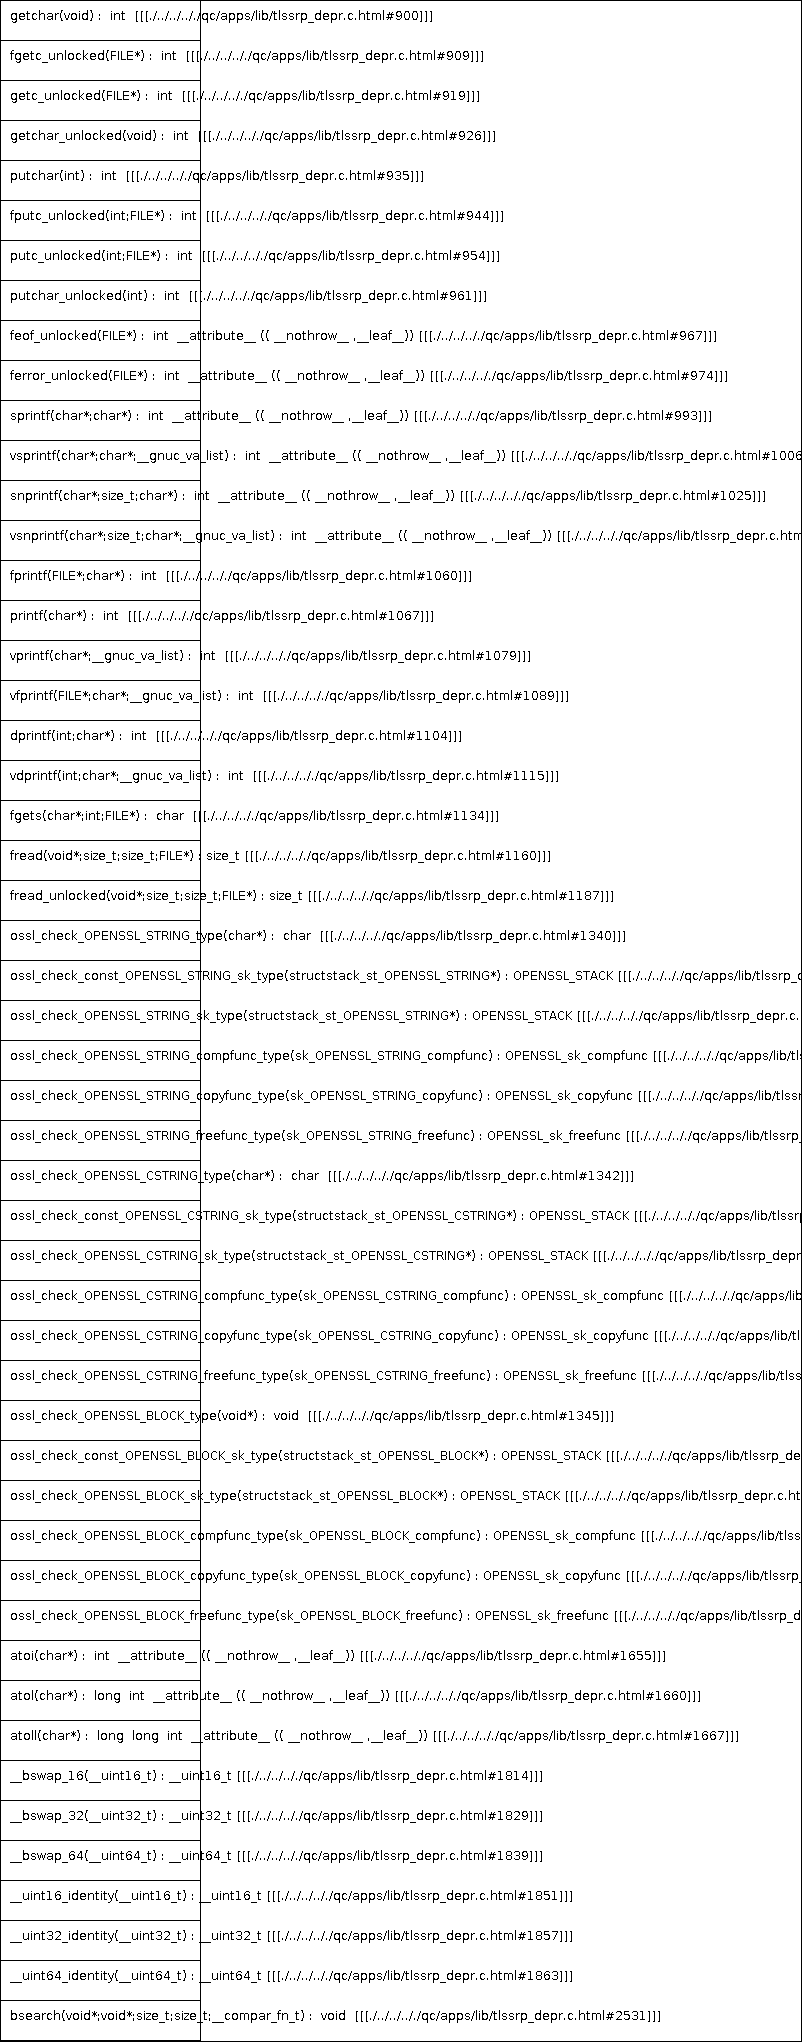 getchar(void) : int [[[./../../.././qc/apps/lib/tlssrp_depr.c.html#900]]]
fgetc_unlocked(FILE*) : int [[[./../../.././qc/apps/lib/tlssrp_depr.c.html#909]]]
getc_unlocked(FILE*) : int [[[./../../.././qc/apps/lib/tlssrp_depr.c.html#919]]]
getchar_unlocked(void) : int [[[./../../.././qc/apps/lib/tlssrp_depr.c.html#926]]]
putchar(int) : int [[[./../../.././qc/apps/lib/tlssrp_depr.c.html#935]]]
fputc_unlocked(int;FILE*) : int [[[./../../.././qc/apps/lib/tlssrp_depr.c.html#944]]]
putc_unlocked(int;FILE*) : int [[[./../../.././qc/apps/lib/tlssrp_depr.c.html#954]]]
putchar_unlocked(int) : int [[[./../../.././qc/apps/lib/tlssrp_depr.c.html#961]]]
feof_unlocked(FILE*) : int __attribute__ (( __nothrow__ ,__leaf__)) [[[./../../.././qc/apps/lib/tlssrp_depr.c.html#967]]]
ferror_unlocked(FILE*) : int __attribute__ (( __nothrow__ ,__leaf__)) [[[./../../.././qc/apps/lib/tlssrp_depr.c.html#974]]]
sprintf(char*;char*) : int __attribute__ (( __nothrow__ ,__leaf__)) [[[./../../.././qc/apps/lib/tlssrp_depr.c.html#993]]]
vsprintf(char*;char*;__gnuc_va_list) : int __attribute__ (( __nothrow__ ,__leaf__)) [[[./../../.././qc/apps/lib/tlssrp_depr.c.html#1006
snprintf(char*;size_t;char*) : int __attribute__ (( __nothrow__ ,__leaf__)) [[[./../../.././qc/apps/lib/tlssrp_depr.c.html#1025]]]
vsnprintf(char*;size_t;char*;__gnuc_va_list) : int __attribute__ (( __nothrow__ ,__leaf__)) [[[./../../.././qc/apps/lib/tlssrp_depr.c.htm
fprintf(FILE*;char*) : int [[[./../../.././qc/apps/lib/tlssrp_depr.c.html#1060]]]
printf(char*) : int [[[./../../.././qc/apps/lib/tlssrp_depr.c.html#1067]]]
vprintf(char*;__gnuc_va_list) : int [[[./../../.././qc/apps/lib/tlssrp_depr.c.html#1079]]]
vfprintf(FILE*;char*;__gnuc_va_list) : int [[[./../../.././qc/apps/lib/tlssrp_depr.c.html#1089]]]
dprintf(int;char*) : int [[[./../../.././qc/apps/lib/tlssrp_depr.c.html#1104]]]
vdprintf(int;char*;__gnuc_va_list) : int [[[./../../.././qc/apps/lib/tlssrp_depr.c.html#1115]]]
fgets(char*;int;FILE*) : char [[[./../../.././qc/apps/lib/tlssrp_depr.c.html#1134]]]
fread(void*;size_t;size_t;FILE*) : size_t [[[./../../.././qc/apps/lib/tlssrp_depr.c.html#1160]]]
fread_unlocked(void*;size_t;size_t;FILE*) : size_t [[[./../../.././qc/apps/lib/tlssrp_depr.c.html#1187]]]
ossl_check_OPENSSL_STRING_type(char*) : char [[[./../../.././qc/apps/lib/tlssrp_depr.c.html#1340]]]
ossl_check_const_OPENSSL_STRING_sk_type(structstack_st_OPENSSL_STRING*) : OPENSSL_STACK [[[./../../.././qc/apps/lib/tlssrp_d
ossl_check_OPENSSL_STRING_sk_type(structstack_st_OPENSSL_STRING*) : OPENSSL_STACK [[[./../../.././qc/apps/lib/tlssrp_depr.c.
ossl_check_OPENSSL_STRING_compfunc_type(sk_OPENSSL_STRING_compfunc) : OPENSSL_sk_compfunc [[[./../../.././qc/apps/lib/tls
ossl_check_OPENSSL_STRING_copyfunc_type(sk_OPENSSL_STRING_copyfunc) : OPENSSL_sk_copyfunc [[[./../../.././qc/apps/lib/tlssr
ossl_check_OPENSSL_STRING_freefunc_type(sk_OPENSSL_STRING_freefunc) : OPENSSL_sk_freefunc [[[./../../.././qc/apps/lib/tlssrp_
ossl_check_OPENSSL_CSTRING_type(char*) : char [[[./../../.././qc/apps/lib/tlssrp_depr.c.html#1342]]]
ossl_check_const_OPENSSL_CSTRING_sk_type(structstack_st_OPENSSL_CSTRING*) : OPENSSL_STACK [[[./../../.././qc/apps/lib/tlssrp
ossl_check_OPENSSL_CSTRING_sk_type(structstack_st_OPENSSL_CSTRING*) : OPENSSL_STACK [[[./../../.././qc/apps/lib/tlssrp_depr
ossl_check_OPENSSL_CSTRING_compfunc_type(sk_OPENSSL_CSTRING_compfunc) : OPENSSL_sk_compfunc [[[./../../.././qc/apps/lib
ossl_check_OPENSSL_CSTRING_copyfunc_type(sk_OPENSSL_CSTRING_copyfunc) : OPENSSL_sk_copyfunc [[[./../../.././qc/apps/lib/tl
ossl_check_OPENSSL_CSTRING_freefunc_type(sk_OPENSSL_CSTRING_freefunc) : OPENSSL_sk_freefunc [[[./../../.././qc/apps/lib/tlss
ossl_check_OPENSSL_BLOCK_type(void*) : void [[[./../../.././qc/apps/lib/tlssrp_depr.c.html#1345]]]
ossl_check_const_OPENSSL_BLOCK_sk_type(structstack_st_OPENSSL_BLOCK*) : OPENSSL_STACK [[[./../../.././qc/apps/lib/tlssrp_de
ossl_check_OPENSSL_BLOCK_sk_type(structstack_st_OPENSSL_BLOCK*) : OPENSSL_STACK [[[./../../.././qc/apps/lib/tlssrp_depr.c.ht
ossl_check_OPENSSL_BLOCK_compfunc_type(sk_OPENSSL_BLOCK_compfunc) : OPENSSL_sk_compfunc [[[./../../.././qc/apps/lib/tlss
ossl_check_OPENSSL_BLOCK_copyfunc_type(sk_OPENSSL_BLOCK_copyfunc) : OPENSSL_sk_copyfunc [[[./../../.././qc/apps/lib/tlssrp_
ossl_check_OPENSSL_BLOCK_freefunc_type(sk_OPENSSL_BLOCK_freefunc) : OPENSSL_sk_freefunc [[[./../../.././qc/apps/lib/tlssrp_d
atoi(char*) : int __attribute__ (( __nothrow__ ,__leaf__)) [[[./../../.././qc/apps/lib/tlssrp_depr.c.html#1655]]]
atol(char*) : long int __attribute__ (( __nothrow__ ,__leaf__)) [[[./../../.././qc/apps/lib/tlssrp_depr.c.html#1660]]]
atoll(char*) : long long int __attribute__ (( __nothrow__ ,__leaf__)) [[[./../../.././qc/apps/lib/tlssrp_depr.c.html#1667]]]
__bswap_16(__uint16_t) : __uint16_t [[[./../../.././qc/apps/lib/tlssrp_depr.c.html#1814]]]
__bswap_32(__uint32_t) : __uint32_t [[[./../../.././qc/apps/lib/tlssrp_depr.c.html#1829]]]
__bswap_64(__uint64_t) : __uint64_t [[[./../../.././qc/apps/lib/tlssrp_depr.c.html#1839]]]
__uint16_identity(__uint16_t) : __uint16_t [[[./../../.././qc/apps/lib/tlssrp_depr.c.html#1851]]]
__uint32_identity(__uint32_t) : __uint32_t [[[./../../.././qc/apps/lib/tlssrp_depr.c.html#1857]]]
__uint64_identity(__uint64_t) : __uint64_t [[[./../../.././qc/apps/lib/tlssrp_depr.c.html#1863]]]
bsearch(void*;void*;size_t;size_t;__compar_fn_t) : void [[[./../../.././qc/apps/lib/tlssrp_depr.c.html#2531]]]